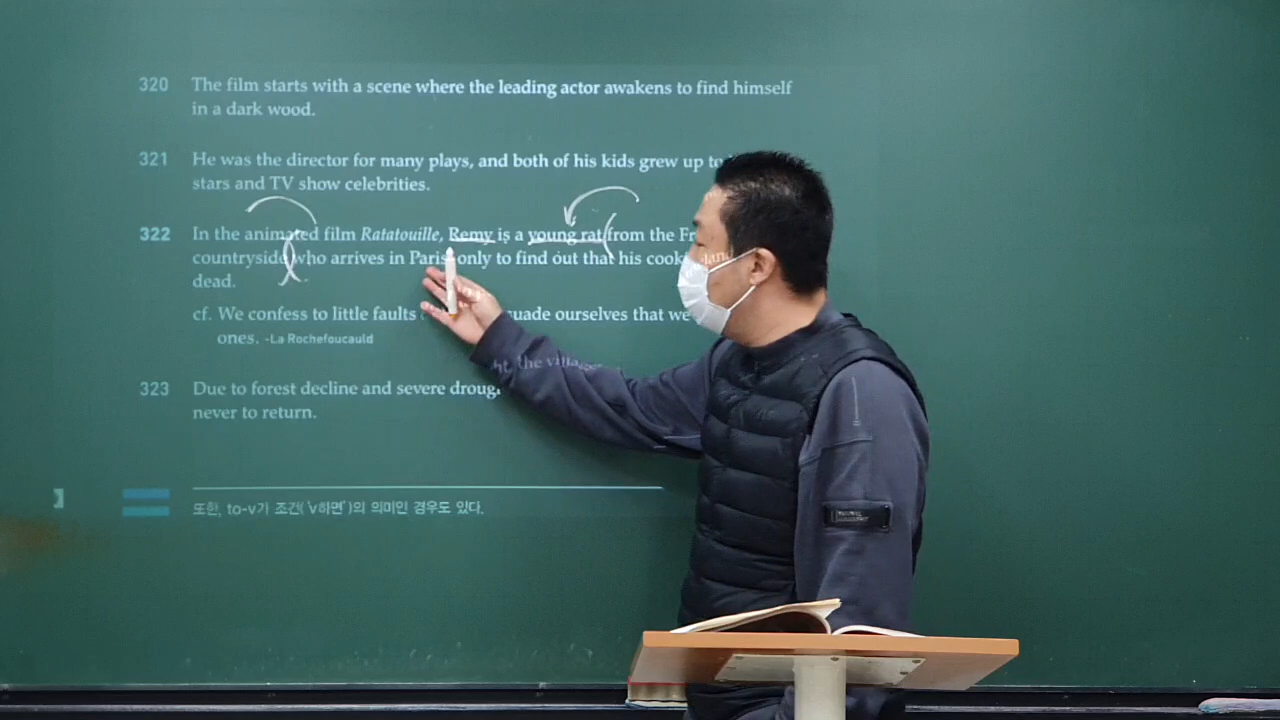 320 The film starts with a scene where the leading actor awakens to find himself
in a dark wood.
321 He was the director for many plays, and both of his kids grew up to
stars and TV show celebrities.
322 In the animated film Ratatouille, Remy is a young rat from the
countryside who arrives in Paris only to find out that his
dead.
cf. We confess to little faults ourselves that we
ones. -La Rochefoucauld
323 Due to forest decline and severe
ht, the
never to return.
또한, to-v가 조건('v하면')의 의미인 경우도 있다.